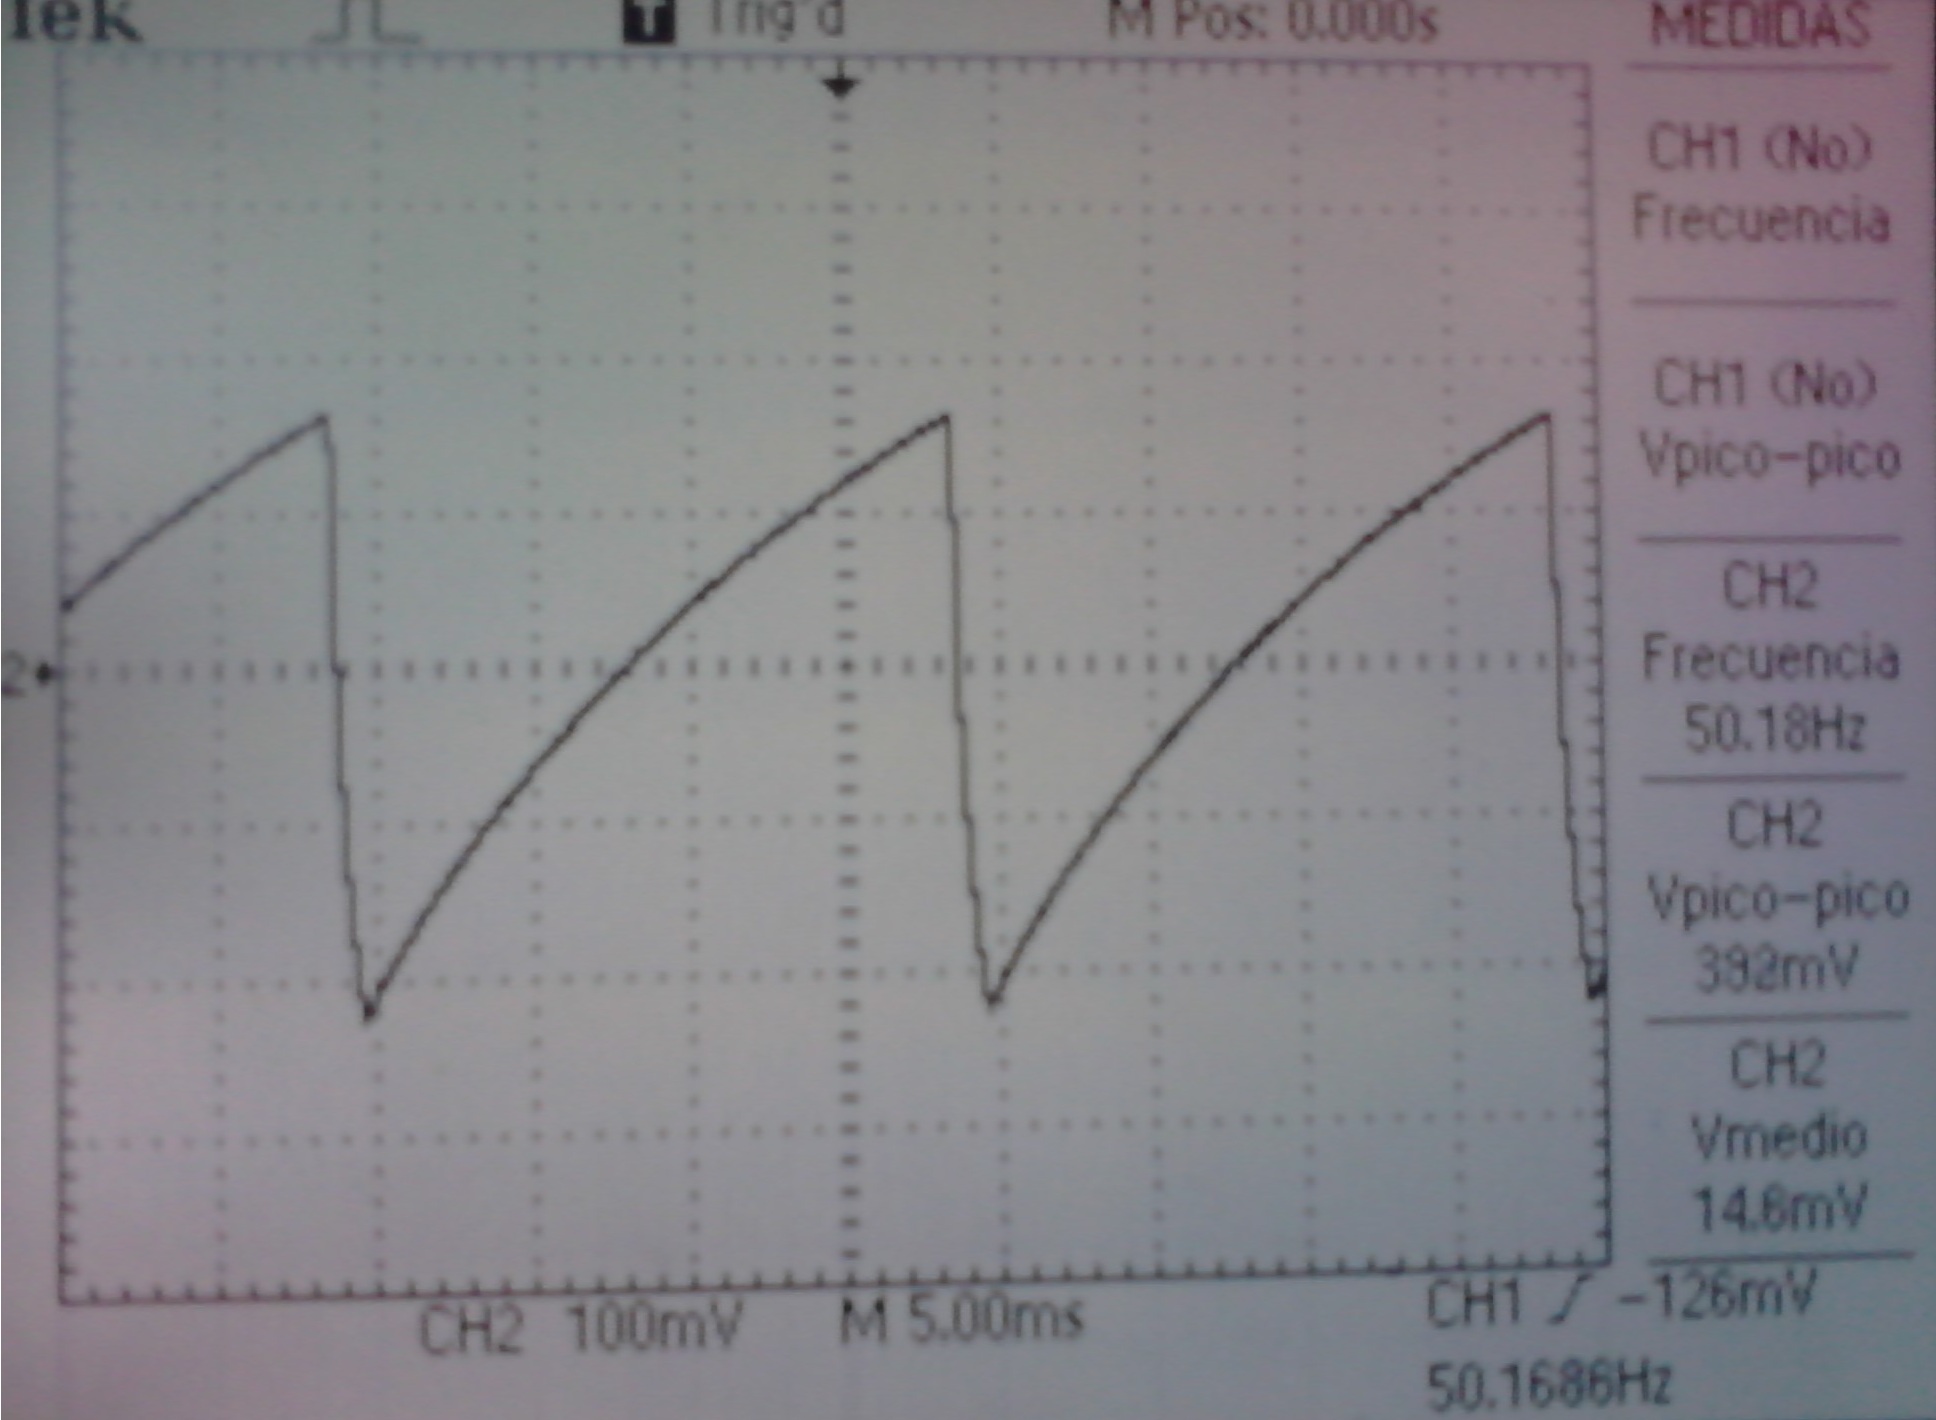 Tek T Trig'd M Pos: 0.000s MEDIDAS
CH1 (No)
Frecuencia
CH1 (No)
Vpico-pico
CH2
Frecuencia
50.18Hz
CH2
Vpico-pico
392mV
CH2
Vmedio
14.6mV
2
CH2 100mV M 5.00ms CH1 -126mV
50.1686Hz